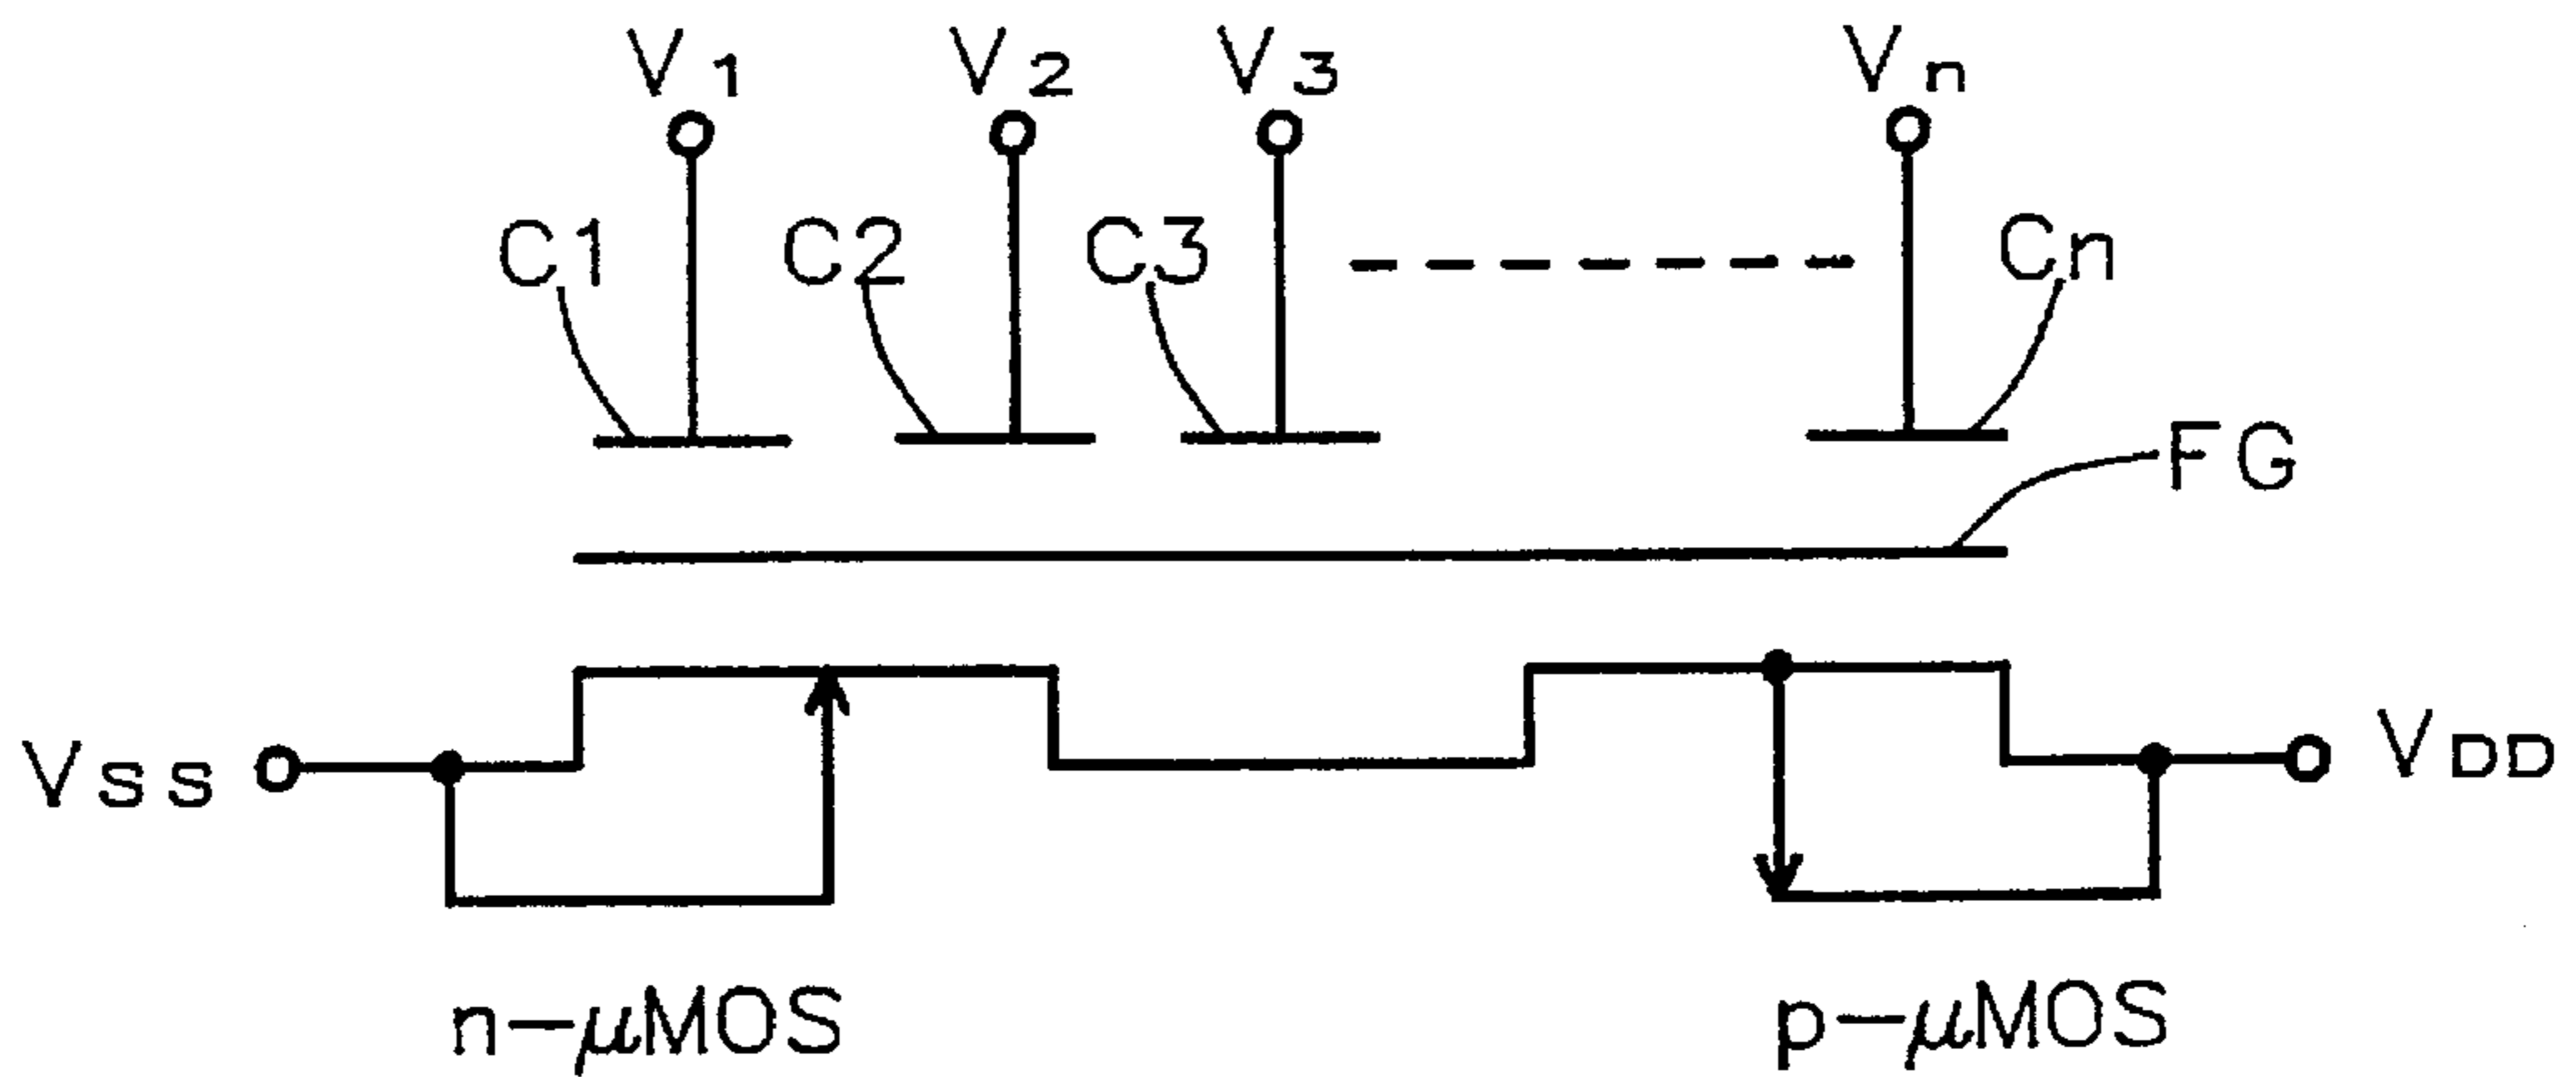 V1 V2 V3 Vn
C1 C2 C3 Cn
FG
VSS VDD
n-μMOS p-μMOS